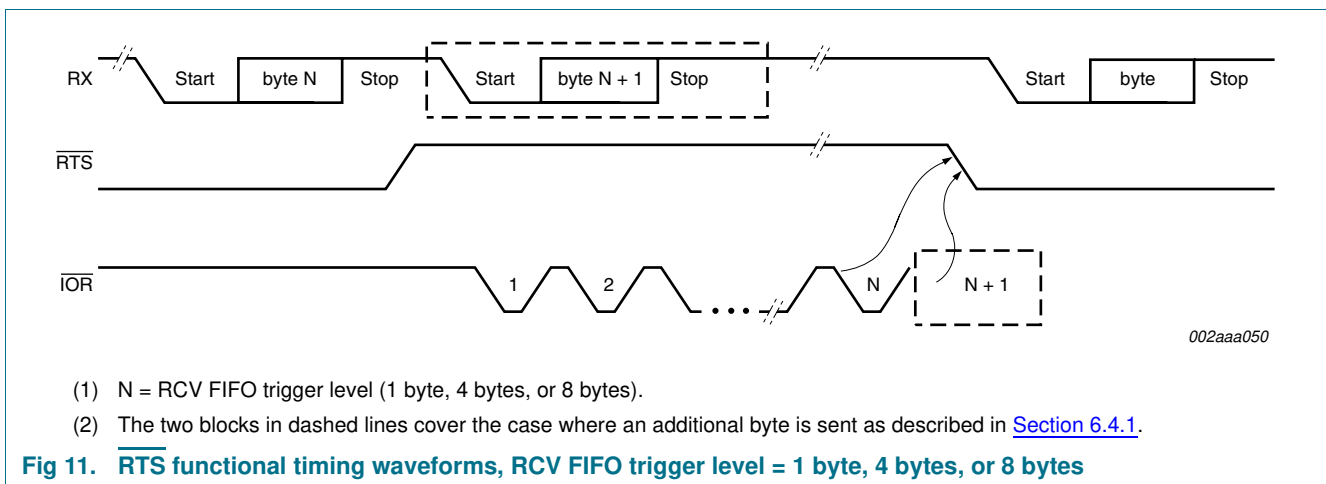 RX Start byte N Stop Start byte N + 1 Stop Start byte Stop
RTS
IOR 1 2 N N + 1
002aaa050
(1) N = RCV FIFO trigger level (1 byte, 4 bytes, or 8 bytes).
(2) The two blocks in dashed lines cover the case where an additional byte is sent as described in Section 6.4.1.
Fig 11. RTS functional timing waveforms, RCV FIFO trigger level = 1 byte, 4 bytes, or 8 bytes